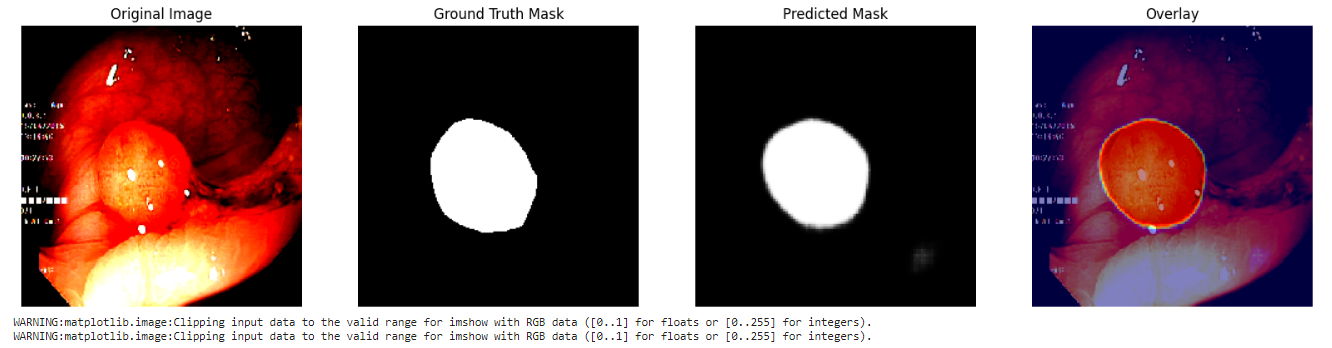 Original Image
Ground Truth Mask
Predicted Mask
Overlay
WARNING:matplotlib.image:Clipping input data to the valid range for imshow with RGB data ([0..1] for floats or [0..255] for integers).
WARNING:matplotlib.image:Clipping input data to the valid range for imshow with RGB data ([0..1] for floats or [0..255] for integers).